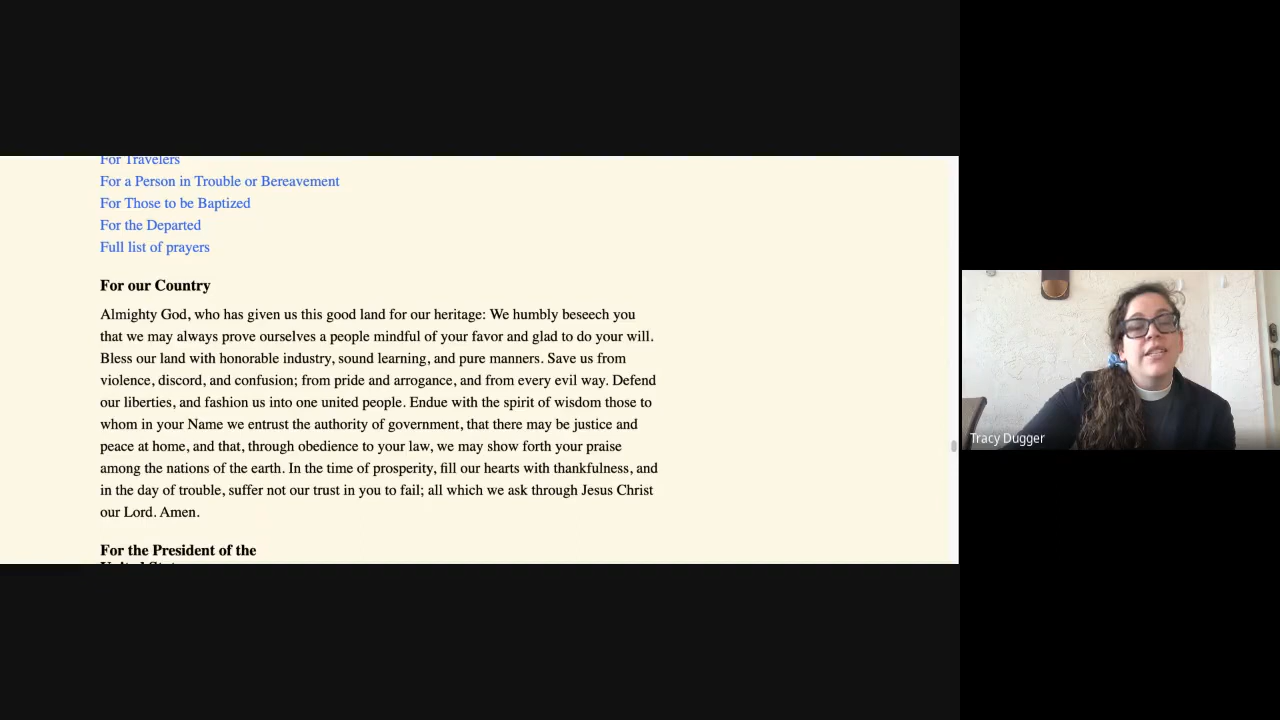 For Travelers
For a Person in Trouble or Bereavement
For Those to be Baptized
For the Departed
Full list of prayers
For our Country
Almighty God, who has given us this good land for our heritage: We humbly beseech you
that we may always prove ourselves a people mindful of your favor and glad to do your will.
Bless our land with honorable industry, sound learning, and pure manners. Save us from
violence, discord, and confusion; from pride and arrogance, and from every evil way. Defend
our liberties, and fashion us into one united people. Endue with the spirit of wisdom those to
whom in your Name we entrust the authority of government, that there may be justice and
peace at home, and that, through obedience to your law, we may show forth your praise
among the nations of the earth. In the time of prosperity, fill our hearts with thankfulness, and
in the day of trouble, suffer not our trust in you to fail; all which we ask through Jesus Christ
our Lord. Amen.
For the President of the
Tracy Dugger